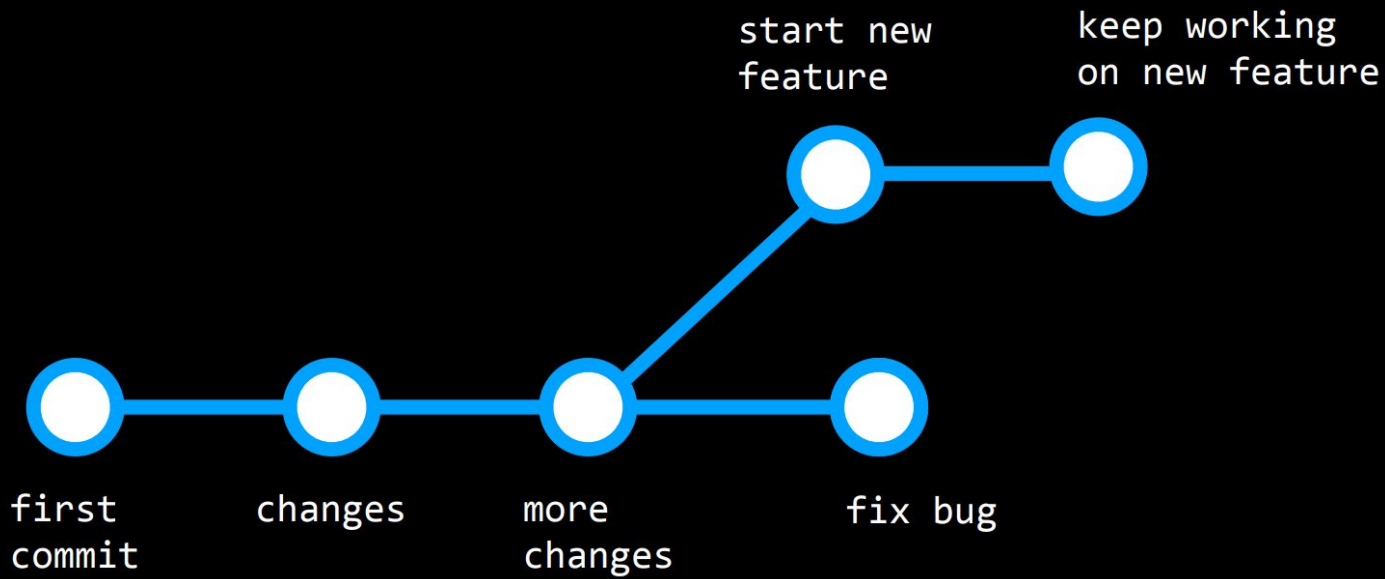 start new
feature
keep working
on new feature
first
commit
changes
more
changes
fix bug